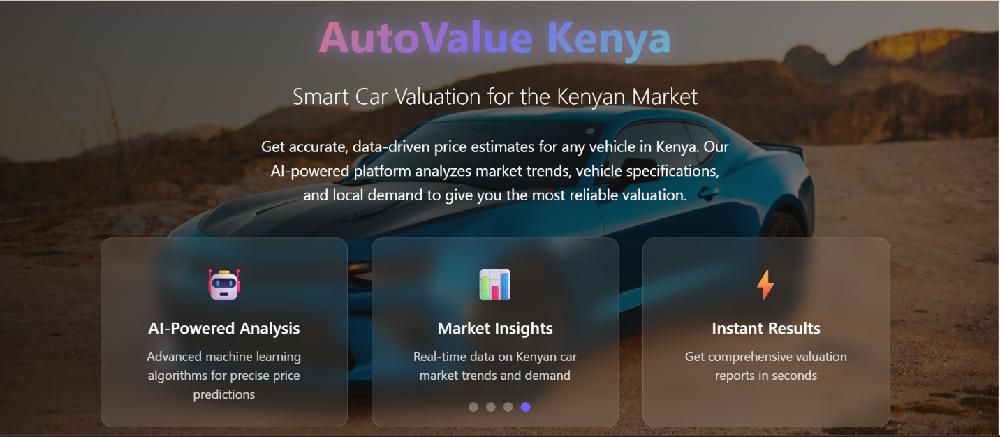 AutoValue Kenya
Smart Car Valuation for the Kenyan Market
Get accurate, data-driven price estimates for any vehicle in Kenya. Our
AI-powered platform analyzes market trends, vehicle specifications,
and local demand to give you the most reliable valuation.
AI-Powered Analysis
Advanced machine learning
algorithms for precise price
predictions
Market Insights
Real-time data on Kenyan car
market trends and demand
Instant Results
Get comprehensive valuation
reports in seconds